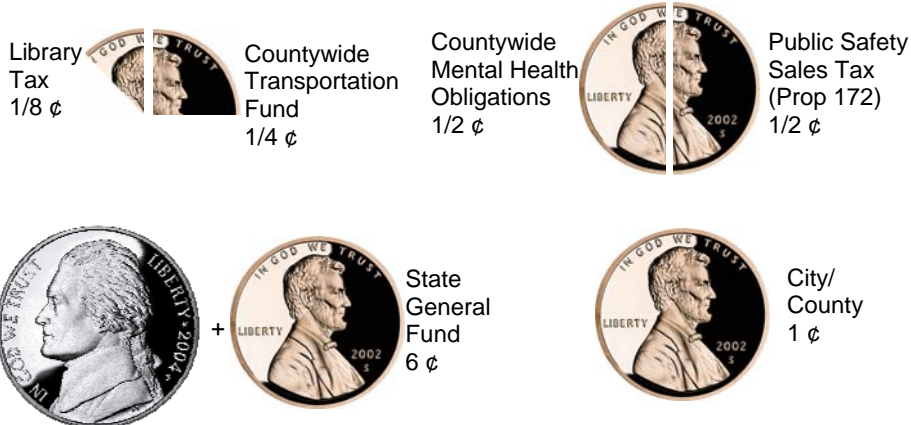 Library
Tax
1/8 ¢
GOD WE TRUST
Countywide
Transportation
Fund
1/4 ¢
Countywide
Mental Health
Obligations
1/2 ¢
IN GOD WE TRUST
LIBERTY
2002
S
Public Safety
Sales Tax
(Prop 172)
1/2 ¢
IN GOD WE TRUST
LIBERTY * 2004
S
+
IN GOD WE TRUST
LIBERTY
2002
S
State
General
Fund
6 ¢
IN GOD WE TRUST
LIBERTY
2002
S
City/
County
1 ¢